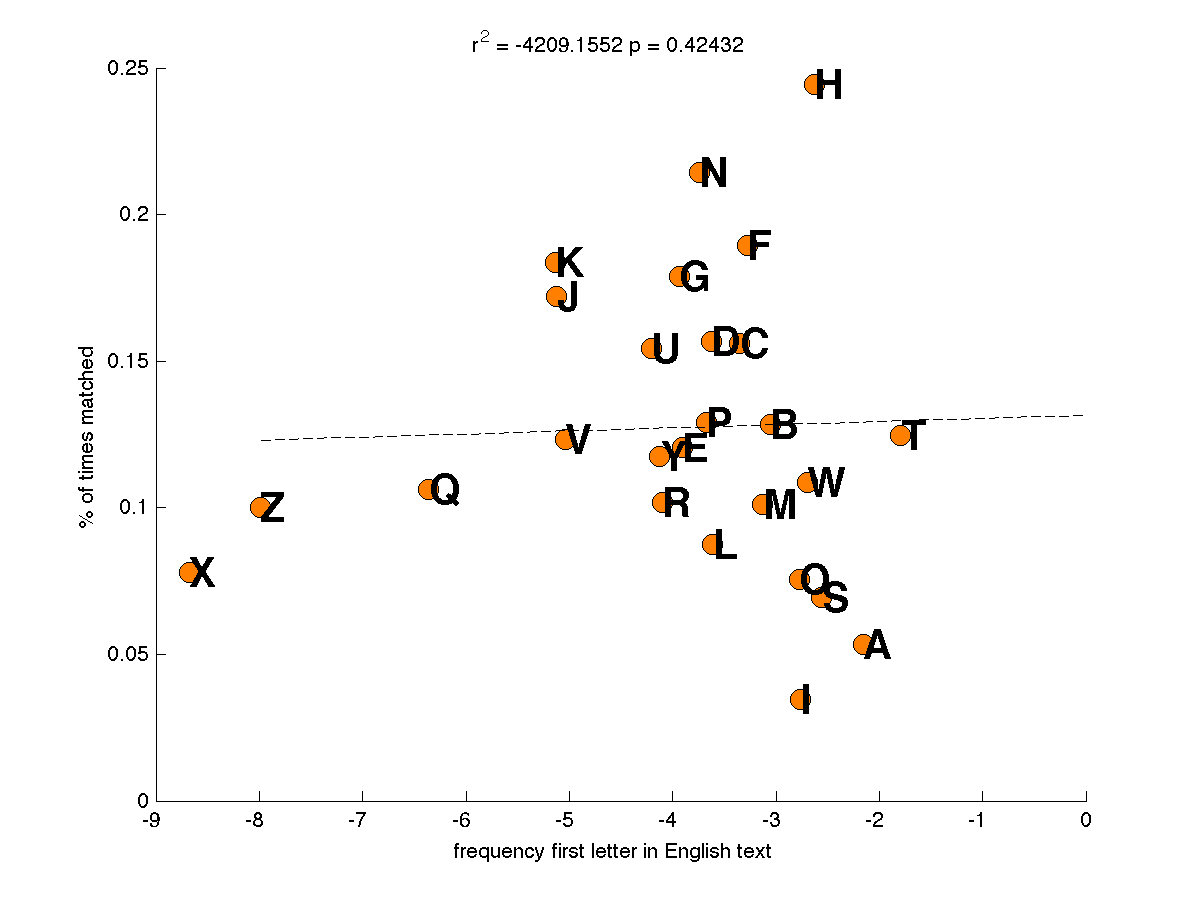 r2 = -4209.1552 p = 0.42432
0.25
H
N
0.2
F
K
G
J
D C
U
0.15
P B
T
V
E
Y
W
Q
0.1
Z
R M
L
X
O
S
0.05
A
I
0
-9 -8 -7 -6 -5 -4 -3 -2 -1 0
frequency first letter in English text
% of times matched